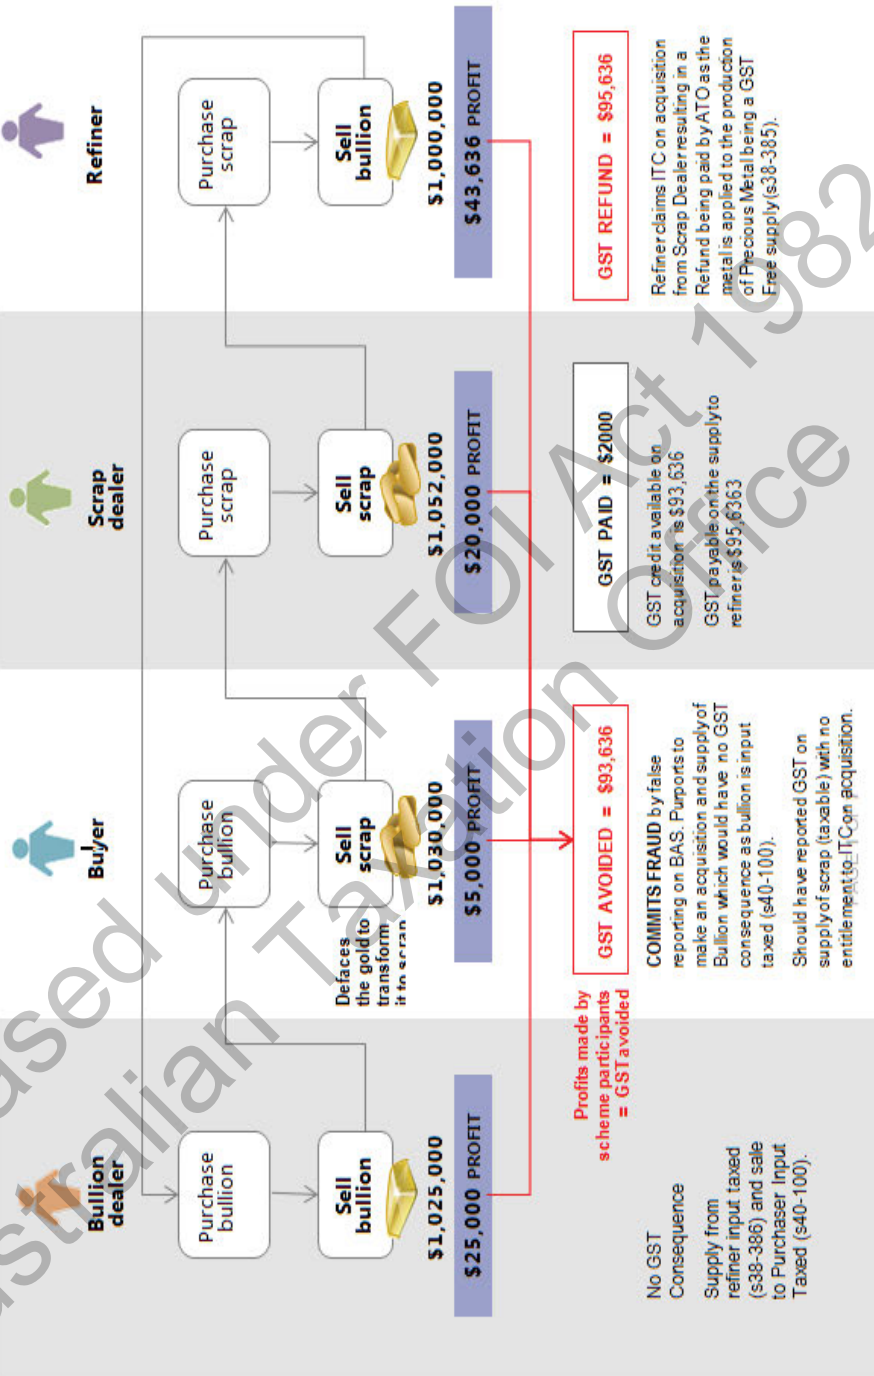 Bullion
dealer
Purchase
bullion
Sell
bullion
$1,025,000
$25,000 PROFIT
No GST
Consequence
Supply from
refiner input taxed
(s38-386) and sale
to Purchaser Input
Taxed (s40-100).
Buyer
Purchase
bullion
Defaces
the gold to
transform
it to scrap
Sell
scrap
$1,030,000
$5,000 PROFIT
Profits made by
scheme participants
= GST avoided
GST AVOIDED = $93,636
COMMITS FRAUD by false
reporting on BAS. Purports to
make an acquisition and supply of
Bullion which would have no GST
consequence as bullion is input
taxed (s40-100).
Should have reported GST on
supply of scrap (taxable) with no
entitlement to ITC on acquisition.
Scrap
dealer
Purchase
scrap
Sell
scrap
$1,052,000
$20,000 PROFIT
GST PAID = $2000
GST credit available on
acquisition is $93,636
GST payable on the supply to
refiner is $95,6363
Refiner
Purchase
scrap
Sell
bullion
$1,000,000
$43,636 PROFIT
GST REFUND = $95,636
Refiner claims ITC on acquisition
from Scrap Dealer resulting in a
Refund being paid by ATO as the
metal is applied to the production
of Precious Metal being a GST
Free supply (s38-385).
ased under FOI Act 1982
stralian Taxation Office